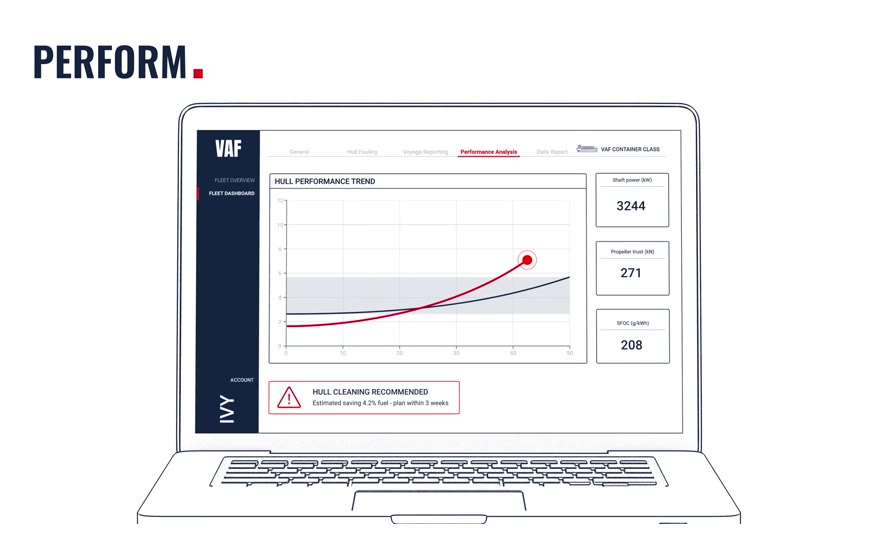 PERFORM.
VAF
General
Hull Fouling
Voyage Reporting
Performance Analysis
Daily Report
VAF CONTAINER CLASS
FLEET OVERVIEW
FLEET DASHBOARD
HULL PERFORMANCE TREND
12
10
8
6
4
2
0
0 10 20 30 40 50
Shaft power (kW)
3244
Propeller trust (kN)
271
SFOC (g/kWh)
208
ACCOUNT
IVY
HULL CLEANING RECOMMENDED
Estimated saving 4.2% fuel - plan within 3 weeks